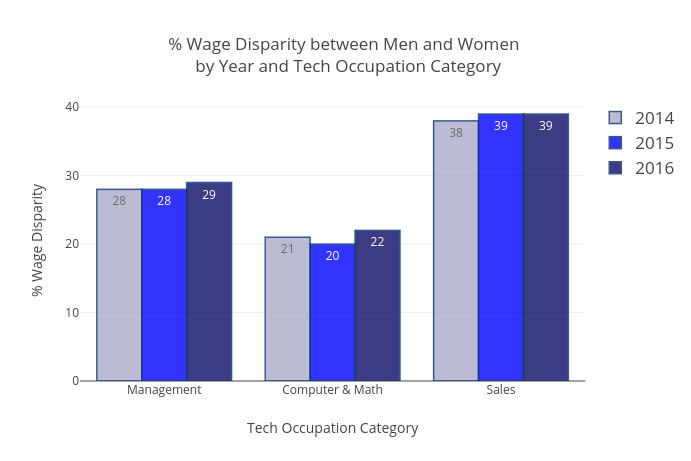 % Wage Disparity between Men and Women
by Year and Tech Occupation Category
2014
2015
2016
% Wage Disparity
40
30
20
10
0
28
28
29
21
20
22
38
39
39
Management
Computer & Math
Sales
Tech Occupation Category